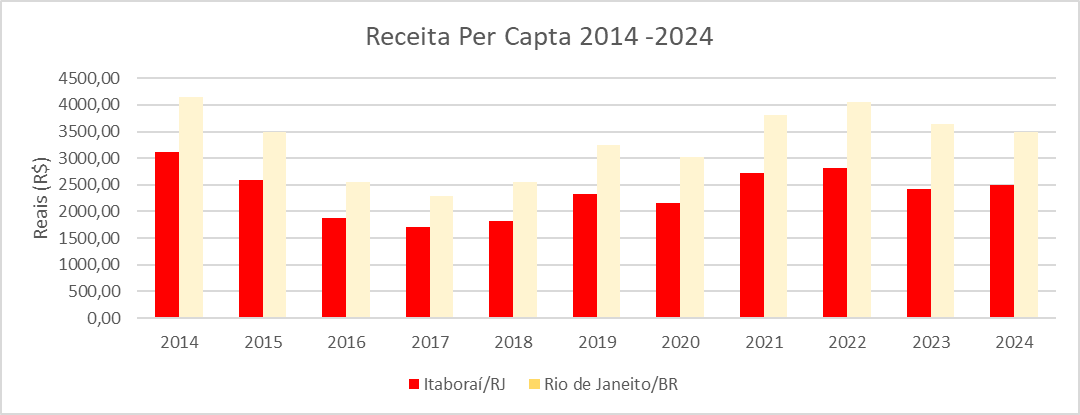 Receita Per Capta 2014 -2024
Reais (R$)
4500,00
4000,00
3500,00
3000,00
2500,00
2000,00
1500,00
1000,00
500,00
0,00
2014 2015 2016 2017 2018 2019 2020 2021 2022 2023 2024
Itaboraí/RJ Rio de Janeito/BR